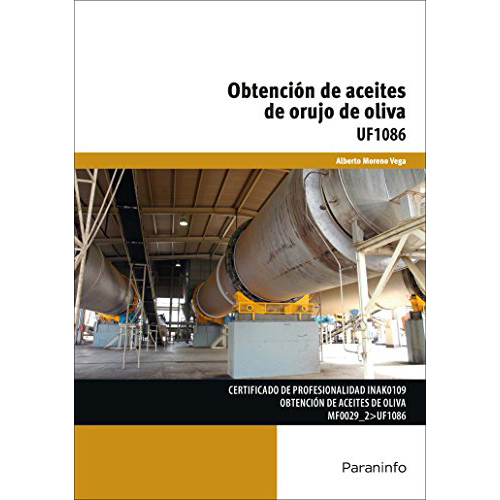 Obtención de aceites
de orujo de oliva
UF1086
Alberto Moreno Vega
CERTIFICADO DE PROFESIONALIDAD INAK0109
OBTENCIÓN DE ACEITES DE OLIVA
MF0029_2>UF1086
Paraninfo